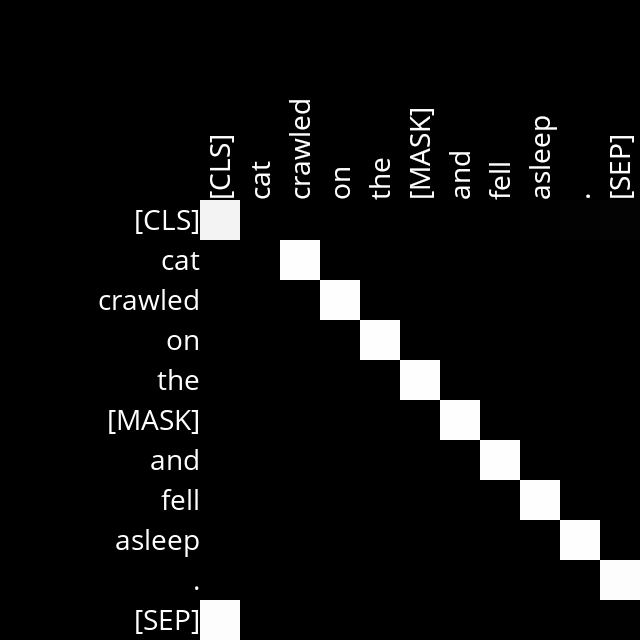 [CLS] cat crawled on the [MASK] and fell asleep . [SEP]
[CLS]
cat
crawled
on
the
[MASK]
and
fell
asleep
.
[SEP]